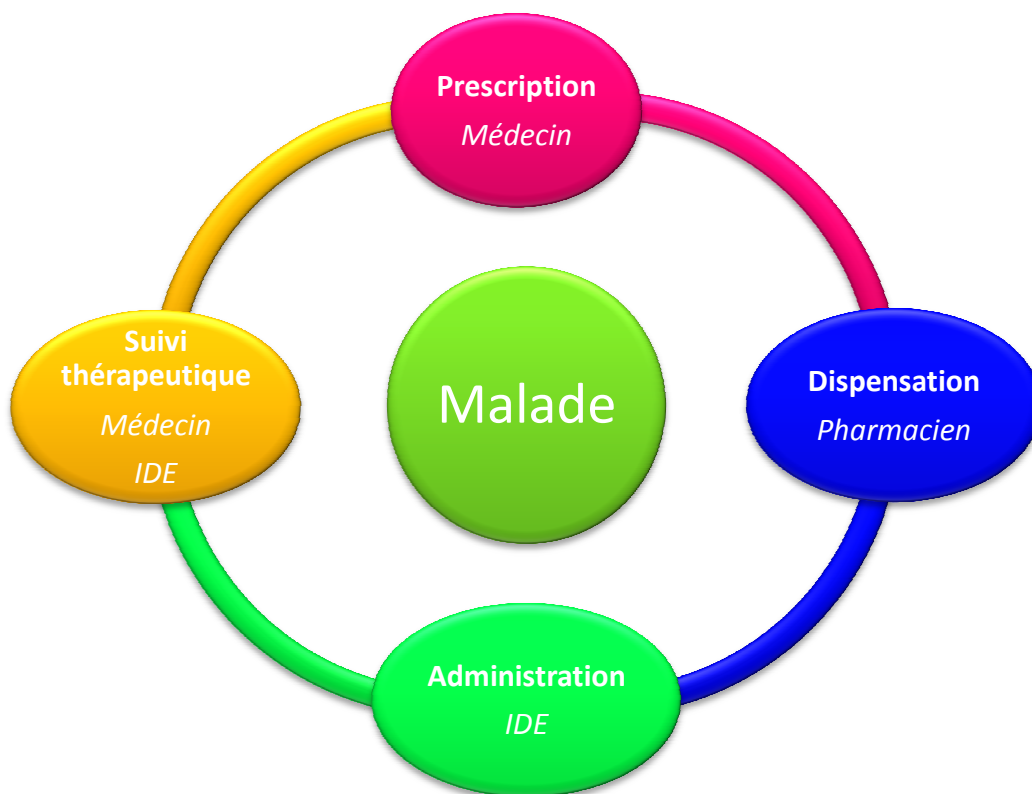 Prescription
Médecin
Suivi
thérapeutique
Médecin
IDE
Malade
Dispensation
Pharmacien
Administration
IDE